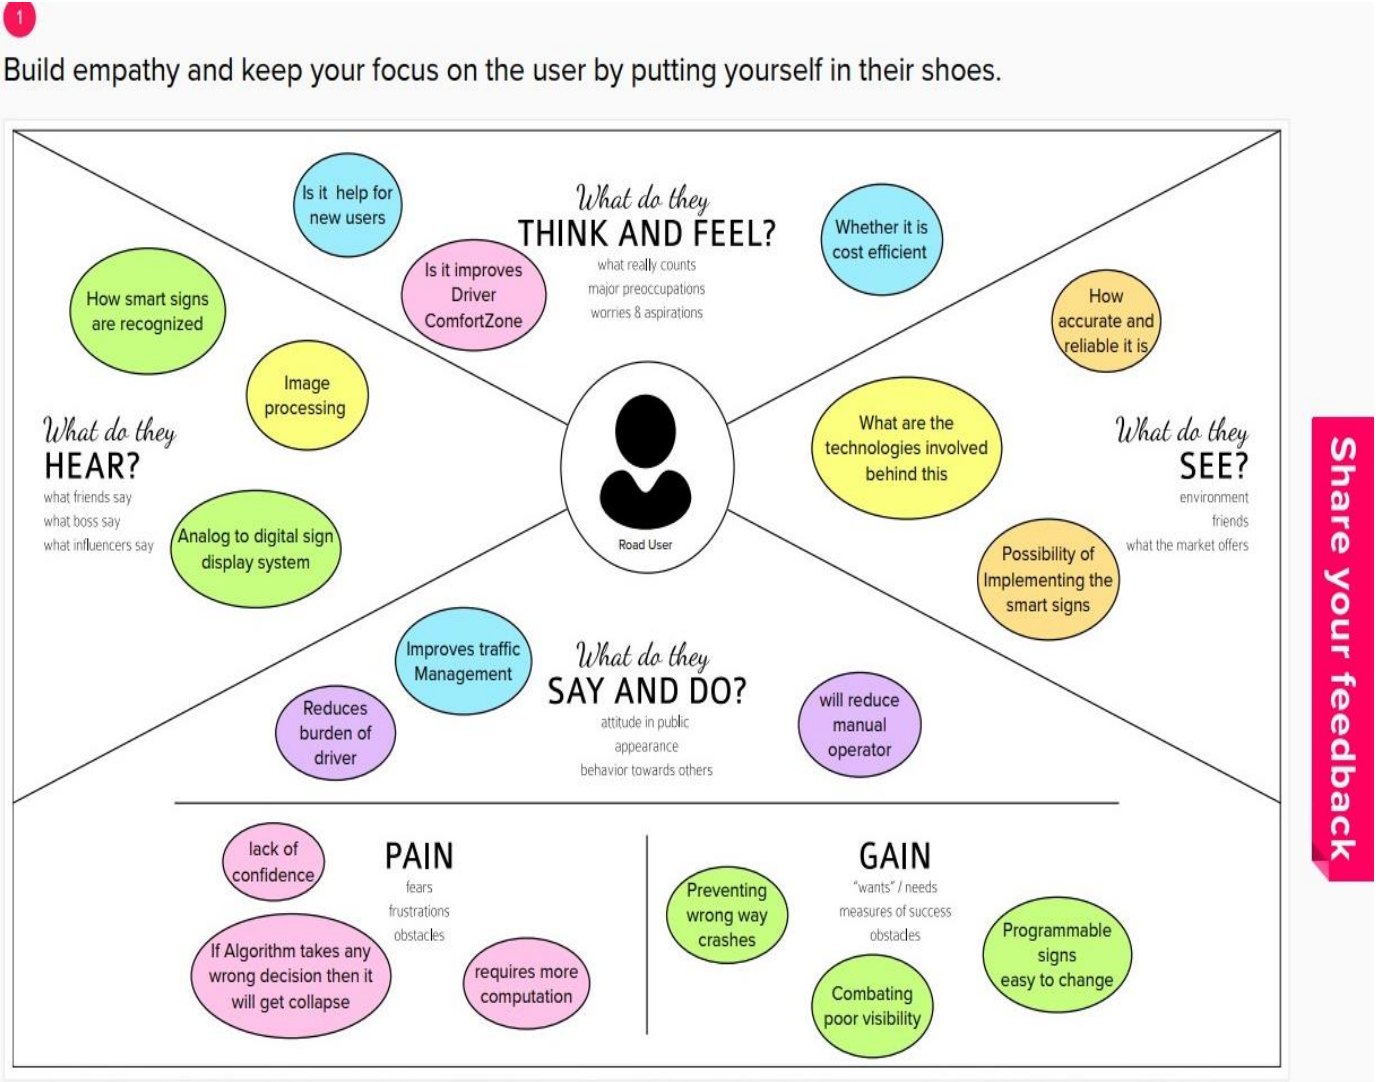 1
Build empathy and keep your focus on the user by putting yourself in their shoes.
What do they
THINK AND FEEL?
what really counts
major preoccupations
worries & aspirations
Is it help for
new users
Is it improves
Driver
ComfortZone
Whether it is
cost efficient
What do they
HEAR?
what friends say
what boss say
what influencers say
How smart signs
are recognized
Image
processing
Analog to digital sign
display system
Road User
What do they
SEE?
environment
friends
what the market offers
How
accurate and
reliable it is
What are the
technologies involved
behind this
Possibility of
Implementing the
smart signs
What do they
SAY AND DO?
attitude in public
appearance
behavior towards others
Improves traffic
Management
Reduces
burden of
driver
will reduce
manual
operator
PAIN
fears
frustrations
obstacles
lack of
confidence
If Algorithm takes any
wrong decision then it
will get collapse
requires more
computation
GAIN
"wants" / needs
measures of success
obstacles
Preventing
wrong way
crashes
Combating
poor visibility
Programmable
signs
easy to change
Share your feedback